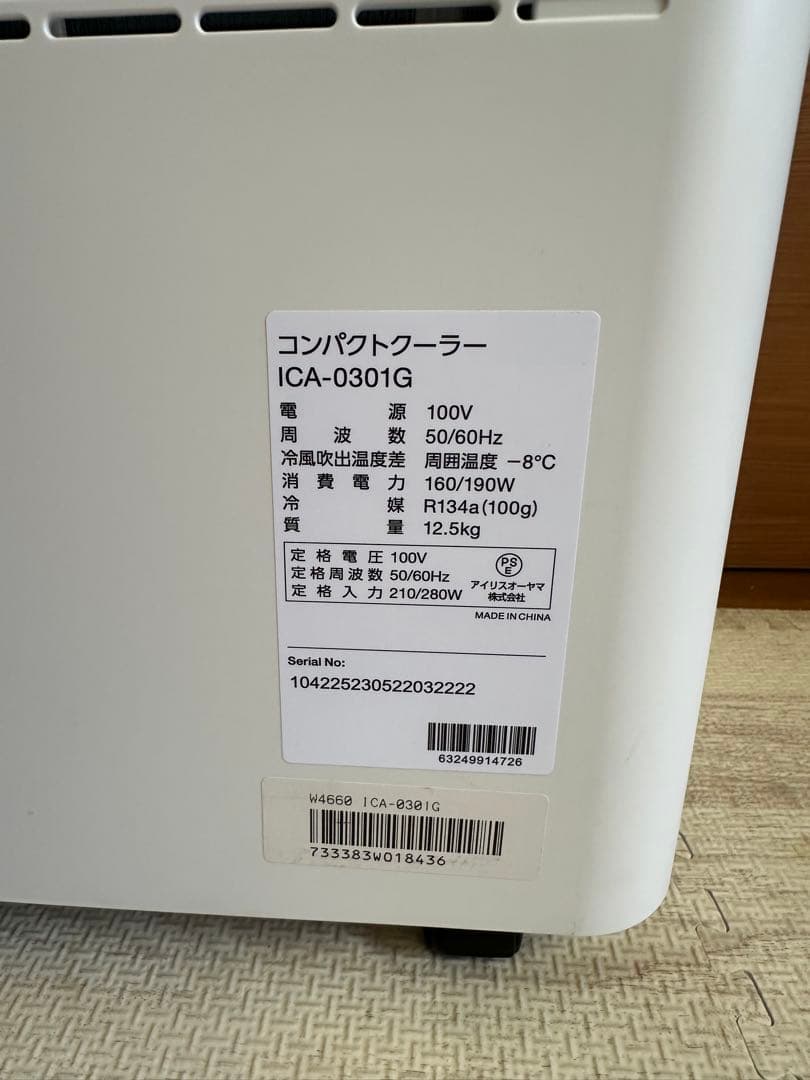 コンパクトクーラー
ICA-0301G
電源 100V
周波数 50/60Hz
冷風吹出温度差 周囲温度 −8℃
消費電力 160/190W
冷媒 R134a(100g)
質量 12.5kg
定格電圧 100V
定格周波数 50/60Hz
定格入力 210/280W
PS
E
アイリスオーヤマ
株式会社
MADE IN CHINA
Serial No:
104225230522032222
63249914726
W4660 ICA-0301G
733383W018436